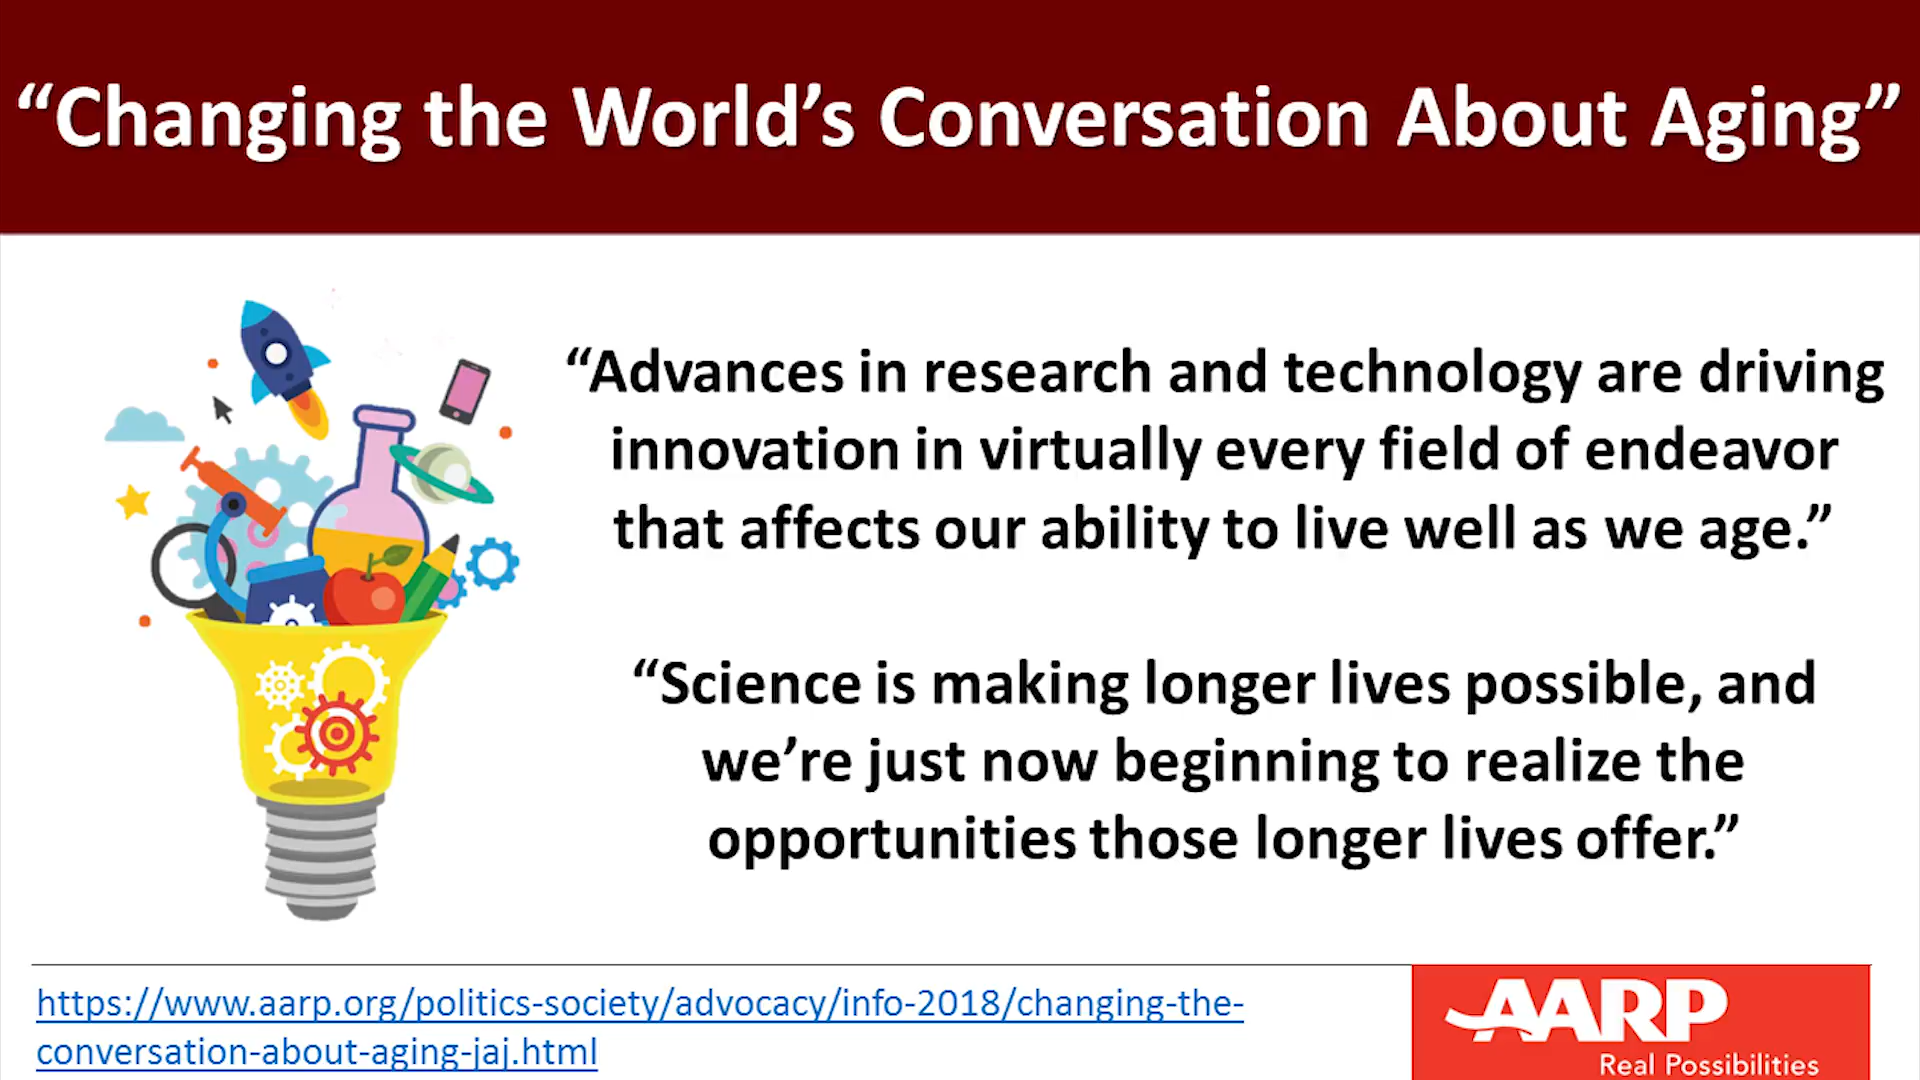 “Changing the World’s Conversation About Aging”
“Advances in research and technology are driving
innovation in virtually every field of endeavor
that affects our ability to live well as we age.”
“Science is making longer lives possible, and
we’re just now beginning to realize the
opportunities those longer lives offer.”
https://www.aarp.org/politics-society/advocacy/info-2018/changing-the-
conversation-about-aging-jaj.html
AARP
Real Possibilities